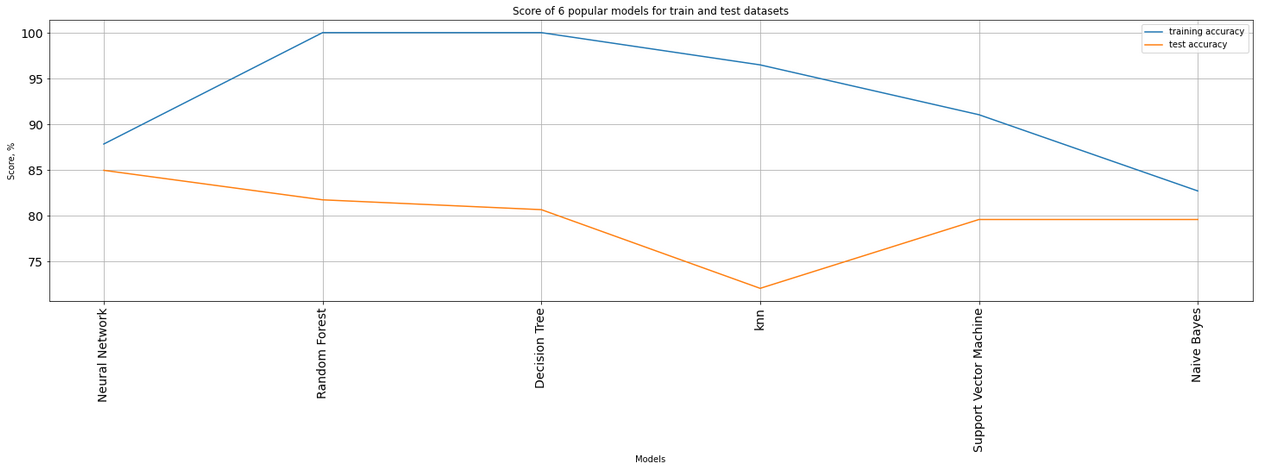 Score of 6 popular models for train and test datasets
training accuracy
test accuracy
Score, %
100
95
90
85
80
75
Neural Network
Random Forest
Decision Tree
knn
Support Vector Machine
Naive Bayes
Models